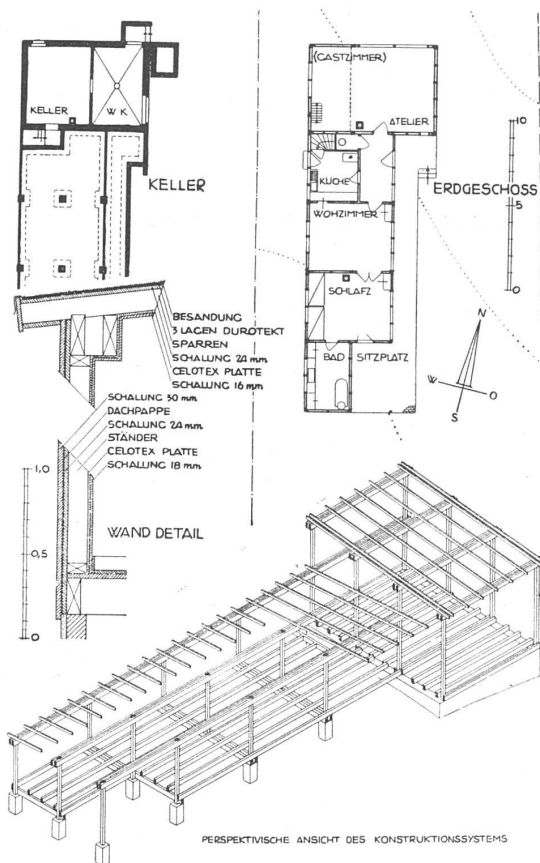 KELLER
W K
KELLER
(GASTZIMMER)
ATELIER
KÜCHE
WOHZIMMER
SCHLAFZ
BAD
SITZPLATZ
ERDGESCHOSS
10
5
0
N
W
O
S
BESANDUNG
3 LAGEN DUROTEKT
SPARREN
SCHALUNG 24 mm
CELOTEX PLATTE
SCHALUNG 16 mm
SCHALUNG 30 mm
DACHPAPPE
SCHALUNG 24 mm
STÄNDER
CELOTEX PLATTE
SCHALUNG 18 mm
1,0
0,5
0
WAND DETAIL
PERSPEKTIVISCHE ANSICHT DES KONSTRUKTIONSSYSTEMS